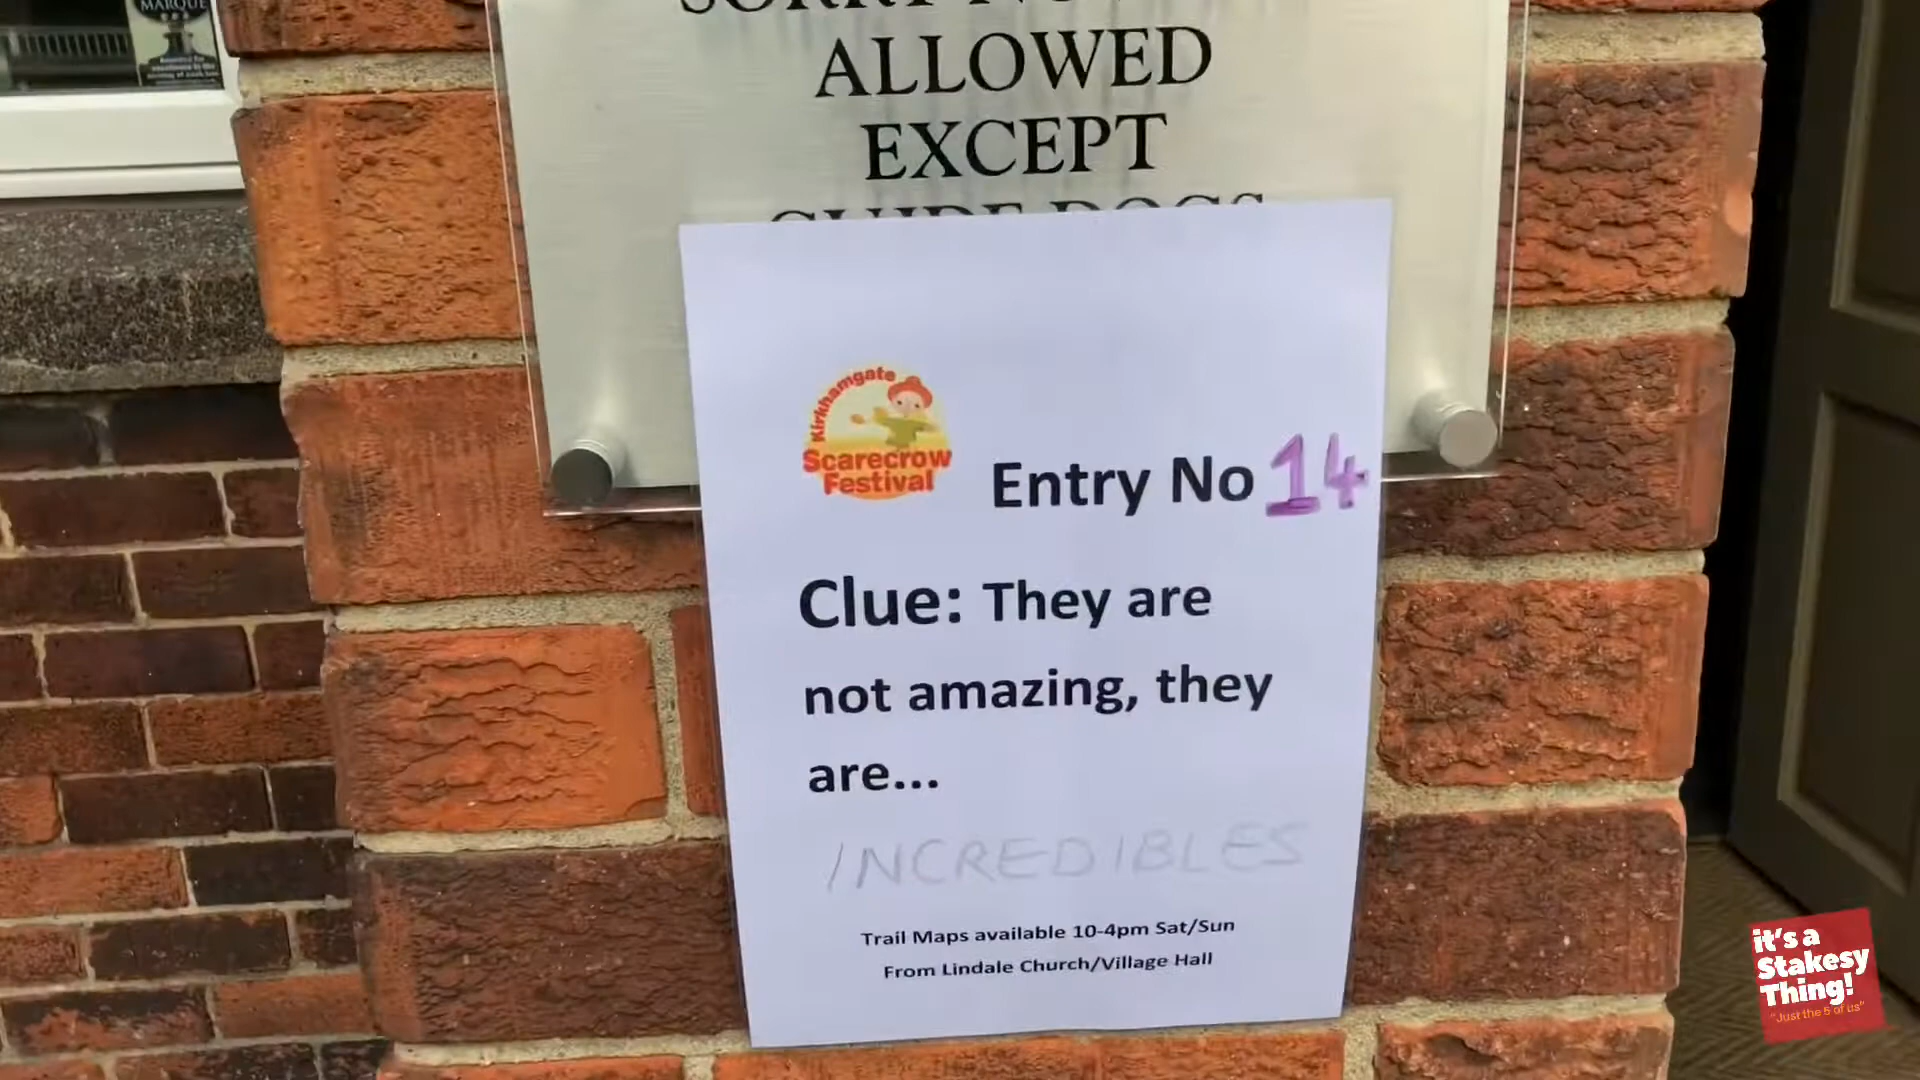 MARQUE
ALLOWED
EXCEPT
GUIDE DOGS
Kirkhamgate
Scarecrow
Festival
Entry No 14
Clue: They are
not amazing, they
are...
INCREDIBLES
Trail Maps available 10-4pm Sat/Sun
From Lindale Church/Village Hall
it's a
Stakesy
Thing!
"Just the 5 of us"